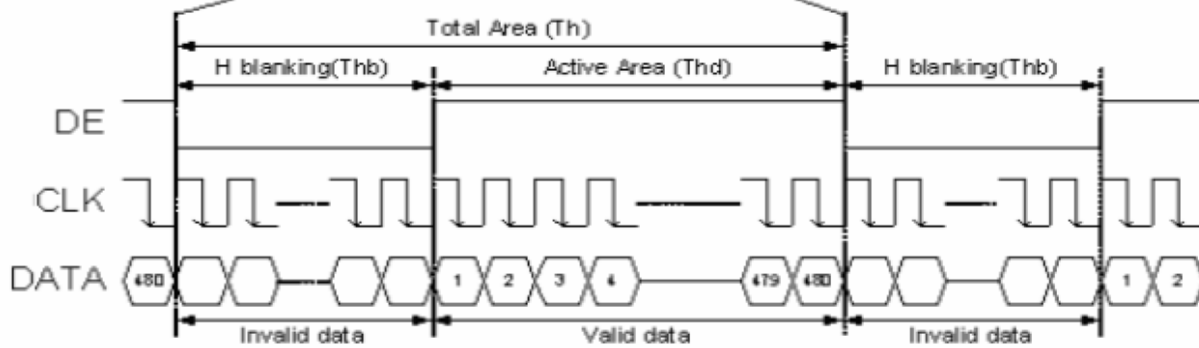 Total Area (Th)
H blanking(Thb) Active Area (Thd) H blanking(Thb)
DE
CLK
DATA 480 1 2 3 4 479 480 1 2
Invalid data Valid data Invalid data